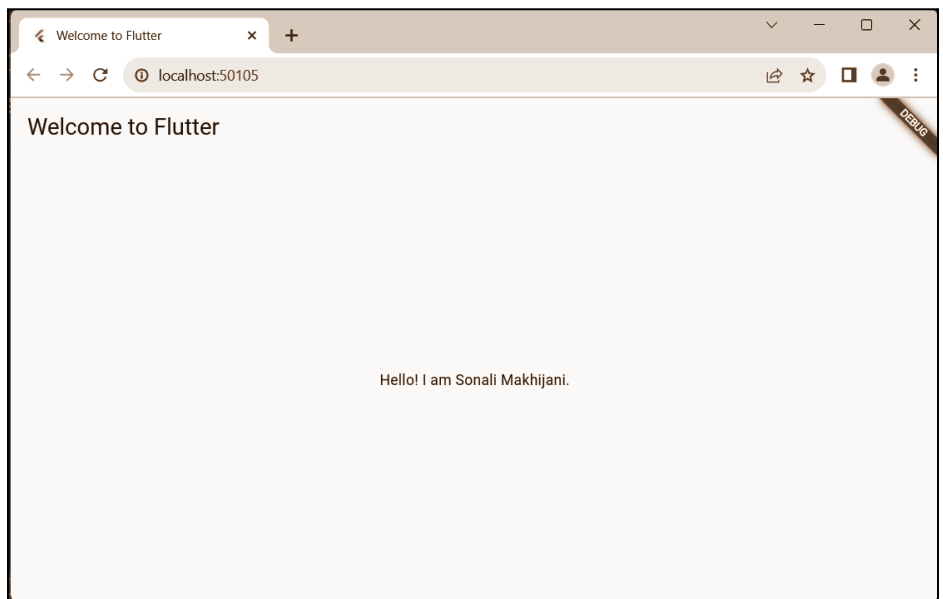 Welcome to Flutter
localhost:50105
Welcome to Flutter
DEBUG
Hello! I am Sonali Makhijani.